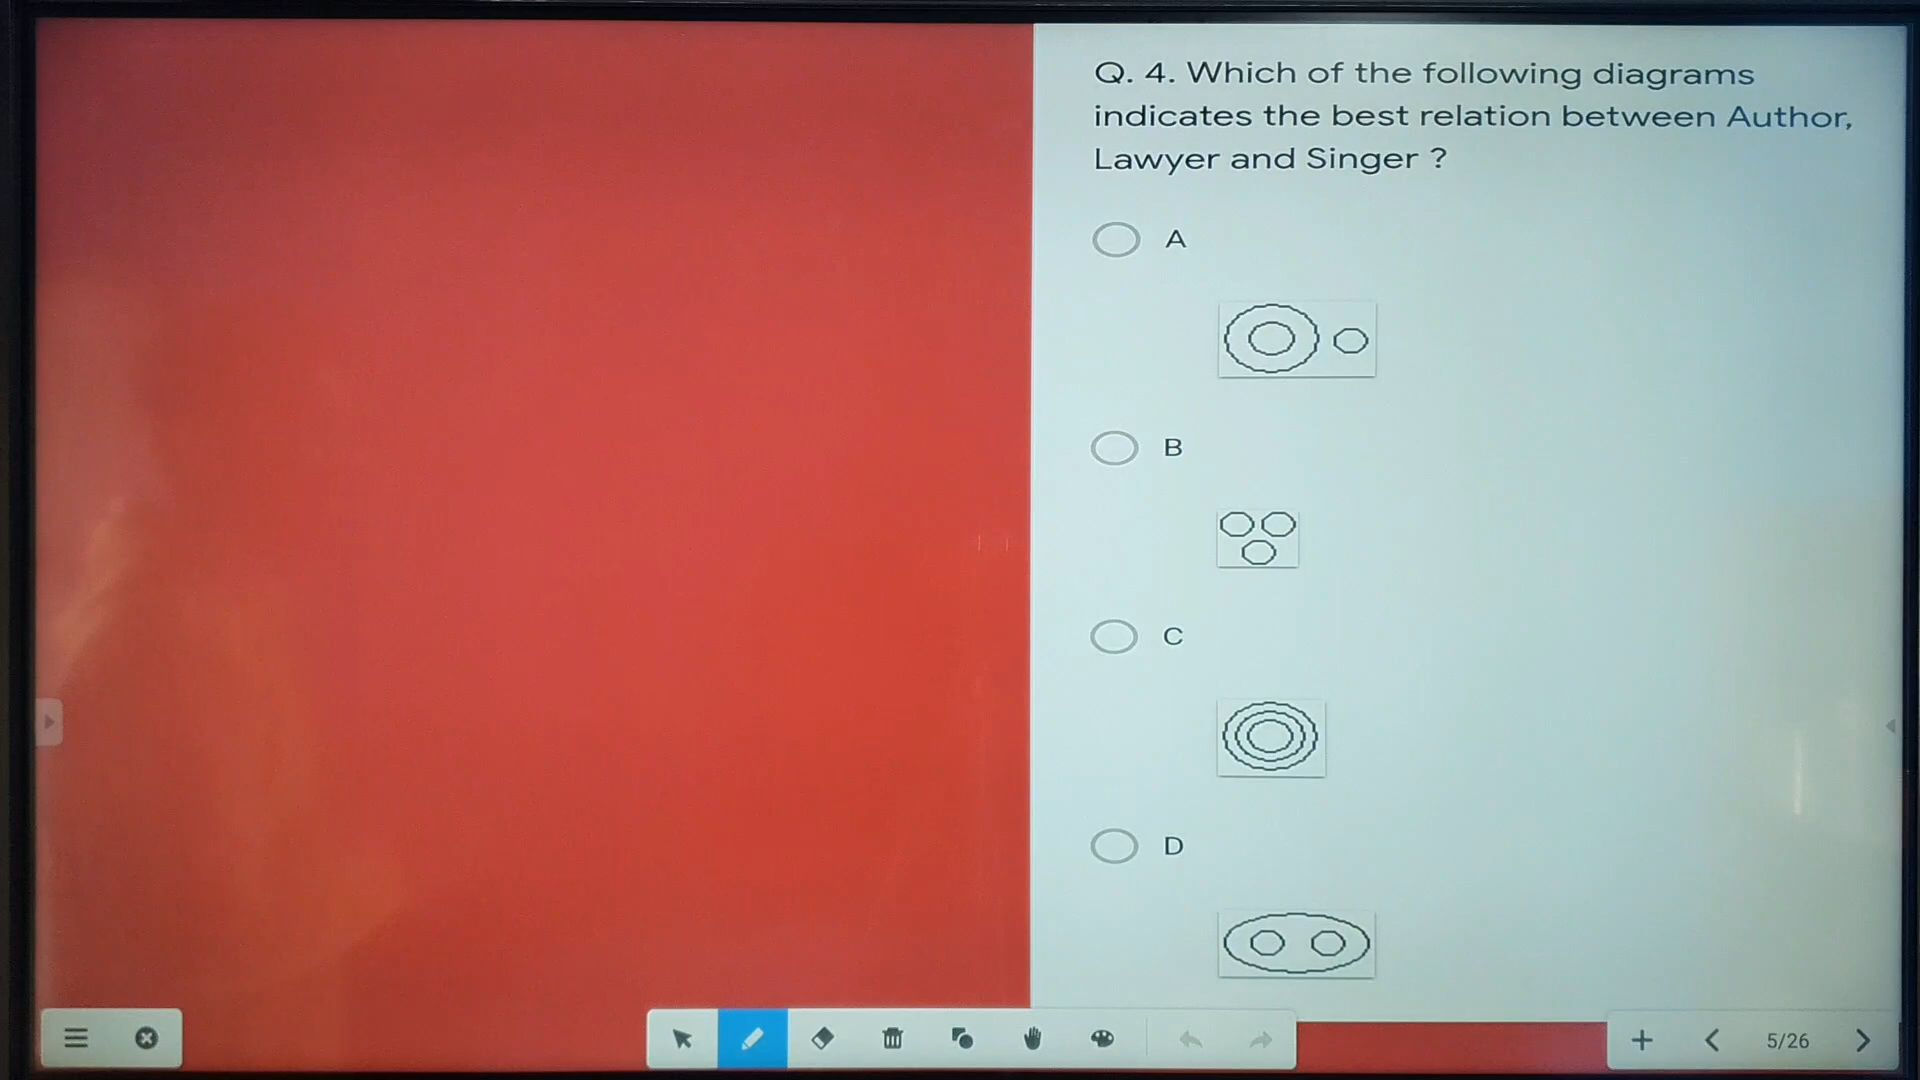 Q. 4. Which of the following diagrams
indicates the best relation between Author,
Lawyer and Singer ?
A
B
C
D
5/26